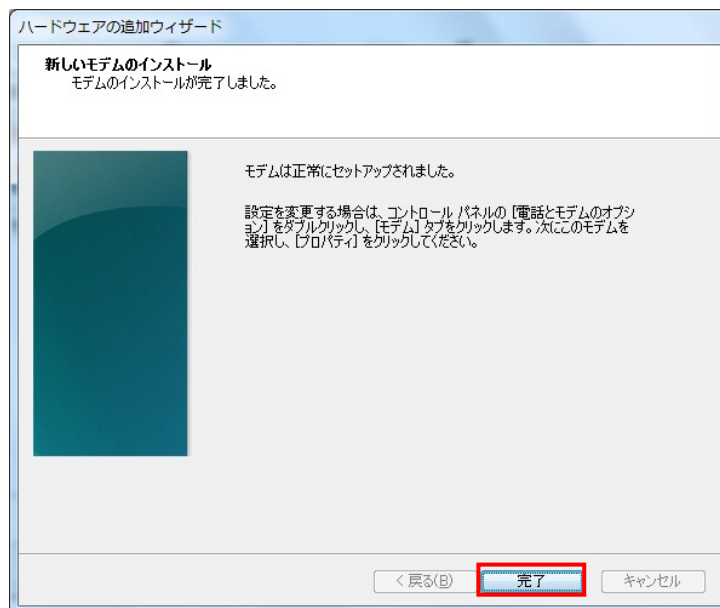 ハードウェアの追加ウィザード
新しいモデムのインストール
モデムのインストールが完了しました。
モデムは正常にセットアップされました。
設定を変更する場合は、コントロール パネルの [電話とモデムのオプシ
ョン] をダブルクリックし、[モデム] タブをクリックします。次にこのモデムを
選択し、[プロパティ] をクリックしてください。
< 戻る(B)
完了
キャンセル